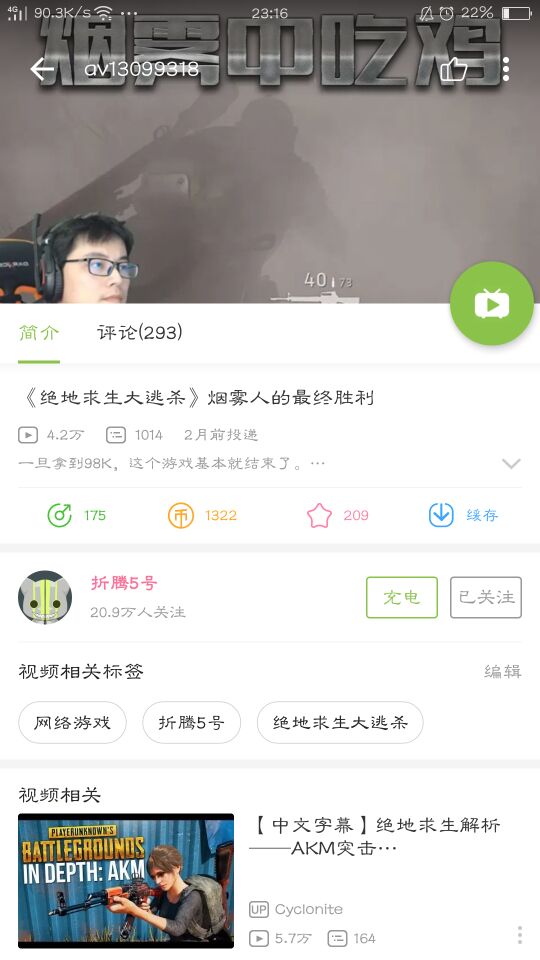 4G 90.3K/s 23:16 22%
烟雾中吃鸡
av13099318
40 73
简介 评论(293)
《绝地求生大逃杀》烟雾人的最终胜利
4.2万 1014 2月前投递
一旦拿到98K，这个游戏基本就结束了。…
175 1322 209 缓存
折腾5号
20.9万人关注
充电 已关注
视频相关标签 编辑
网络游戏 折腾5号 绝地求生大逃杀
视频相关
PLAYERUNKNOWN'S
BATTLEGROUNDS
IN DEPTH: AKM
【中文字幕】绝地求生解析
——AKM突击…
UP Cyclonite
5.7万 164